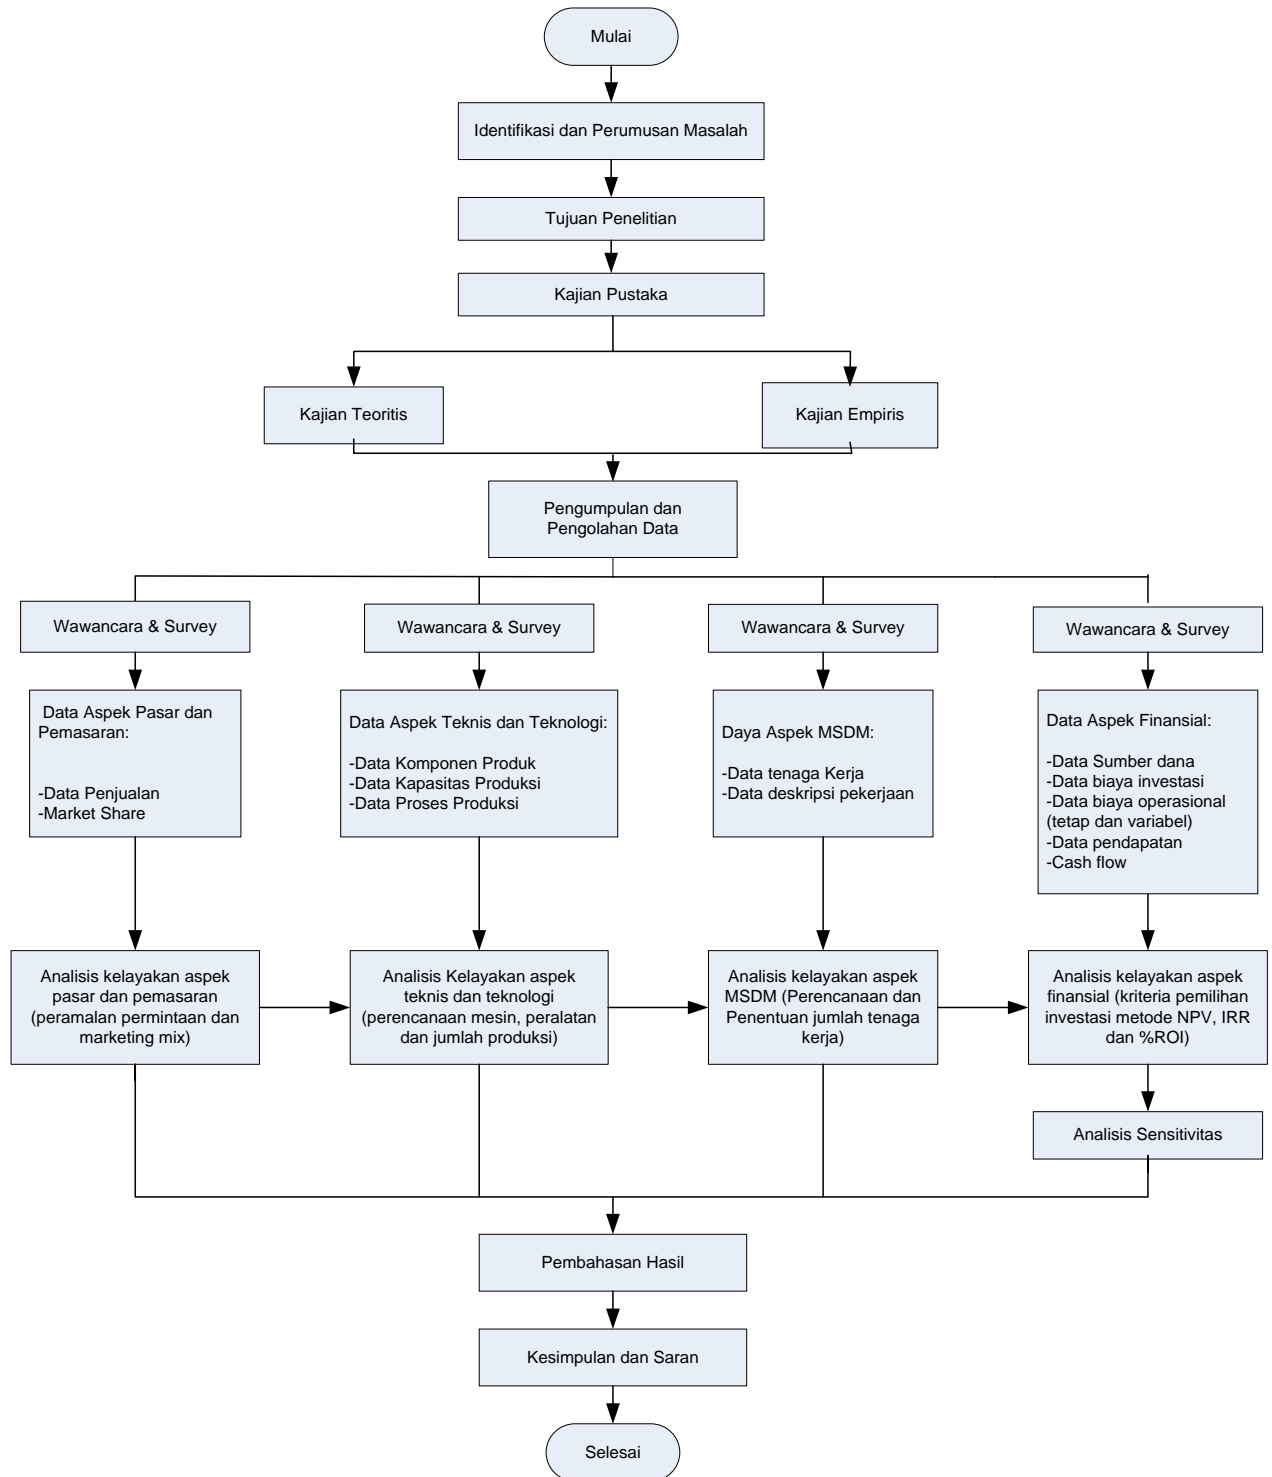 Mulai
Identifikasi dan Perumusan Masalah
Tujuan Penelitian
Kajian Pustaka
Kajian Teoritis
Kajian Empiris
Pengumpulan dan
Pengolahan Data
Wawancara & Survey
Wawancara & Survey
Wawancara & Survey
Wawancara & Survey
Data Aspek Pasar dan
Pemasaran:
-Data Penjualan
-Market Share
Data Aspek Teknis dan Teknologi:
-Data Komponen Produk
-Data Kapasitas Produksi
-Data Proses Produksi
Daya Aspek MSDM:
-Data tenaga Kerja
-Data deskripsi pekerjaan
Data Aspek Finansial:
-Data Sumber dana
-Data biaya investasi
-Data biaya operasional
(tetap dan variabel)
-Data pendapatan
-Cash flow
Analisis kelayakan aspek
pasar dan pemasaran
(peramalan permintaan dan
marketing mix)
Analisis Kelayakan aspek
teknis dan teknologi
(perencanaan mesin, peralatan
dan jumlah produksi)
Analisis kelayakan aspek
MSDM (Perencanaan dan
Penentuan jumlah tenaga
kerja)
Analisis kelayakan aspek
finansial (kriteria pemilihan
investasi metode NPV, IRR
dan %ROI)
Analisis Sensitivitas
Pembahasan Hasil
Kesimpulan dan Saran
Selesai